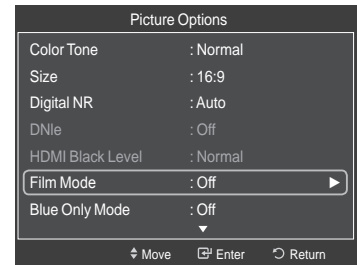 Picture Options
Color Tone : Normal
Size : 16:9
Digital NR : Auto
DNIe : Off
HDMI Black Level : Normal
Film Mode : Off ►
Blue Only Mode : Off
▼
Move Enter Return